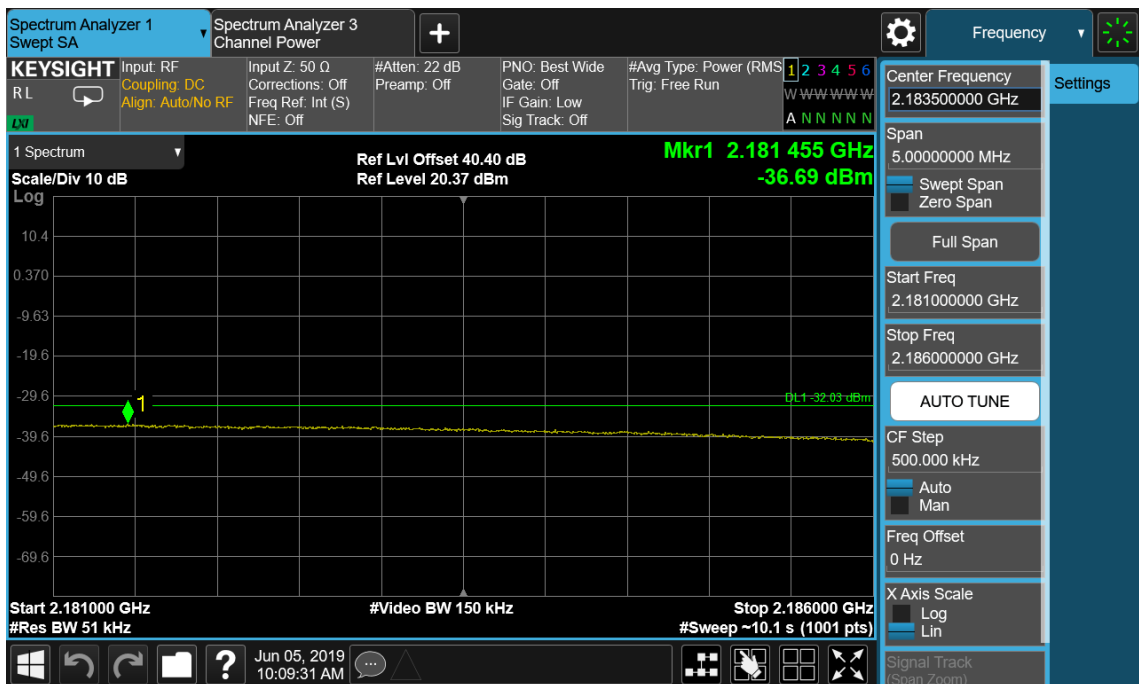 Spectrum Analyzer 1
Swept SA
Spectrum Analyzer 3
Channel Power
Frequency
KEYSIGHT
R L
LXI
Input: RF
Coupling: DC
Align: Auto/No RF
Input Z: 50 Ω
Corrections: Off
Freq Ref: Int (S)
NFE: Off
#Atten: 22 dB
Preamp: Off
PNO: Best Wide
Gate: Off
IF Gain: Low
Sig Track: Off
#Avg Type: Power (RMS
Trig: Free Run
1 2 3 4 5 6
W W W W W W
A N N N N N
1 Spectrum
Scale/Div 10 dB
Ref Lvl Offset 40.40 dB
Ref Level 20.37 dBm
Mkr1 2.181 455 GHz
-36.69 dBm
Log
10.4
0.370
-9.63
-19.6
-29.6
-39.6
-49.6
-59.6
-69.6
1
DL1 -32.03 dBm
Start 2.181000 GHz
#Res BW 51 kHz
#Video BW 150 kHz
Stop 2.186000 GHz
#Sweep ~10.1 s (1001 pts)
Center Frequency
2.183500000 GHz
Span
5.00000000 MHz
Swept Span
Zero Span
Full Span
Start Freq
2.181000000 GHz
Stop Freq
2.186000000 GHz
AUTO TUNE
CF Step
500.000 kHz
Auto
Man
Freq Offset
0 Hz
X Axis Scale
Log
Lin
Signal Track
(Span Zoom)
Settings
?
Jun 05, 2019
10:09:31 AM